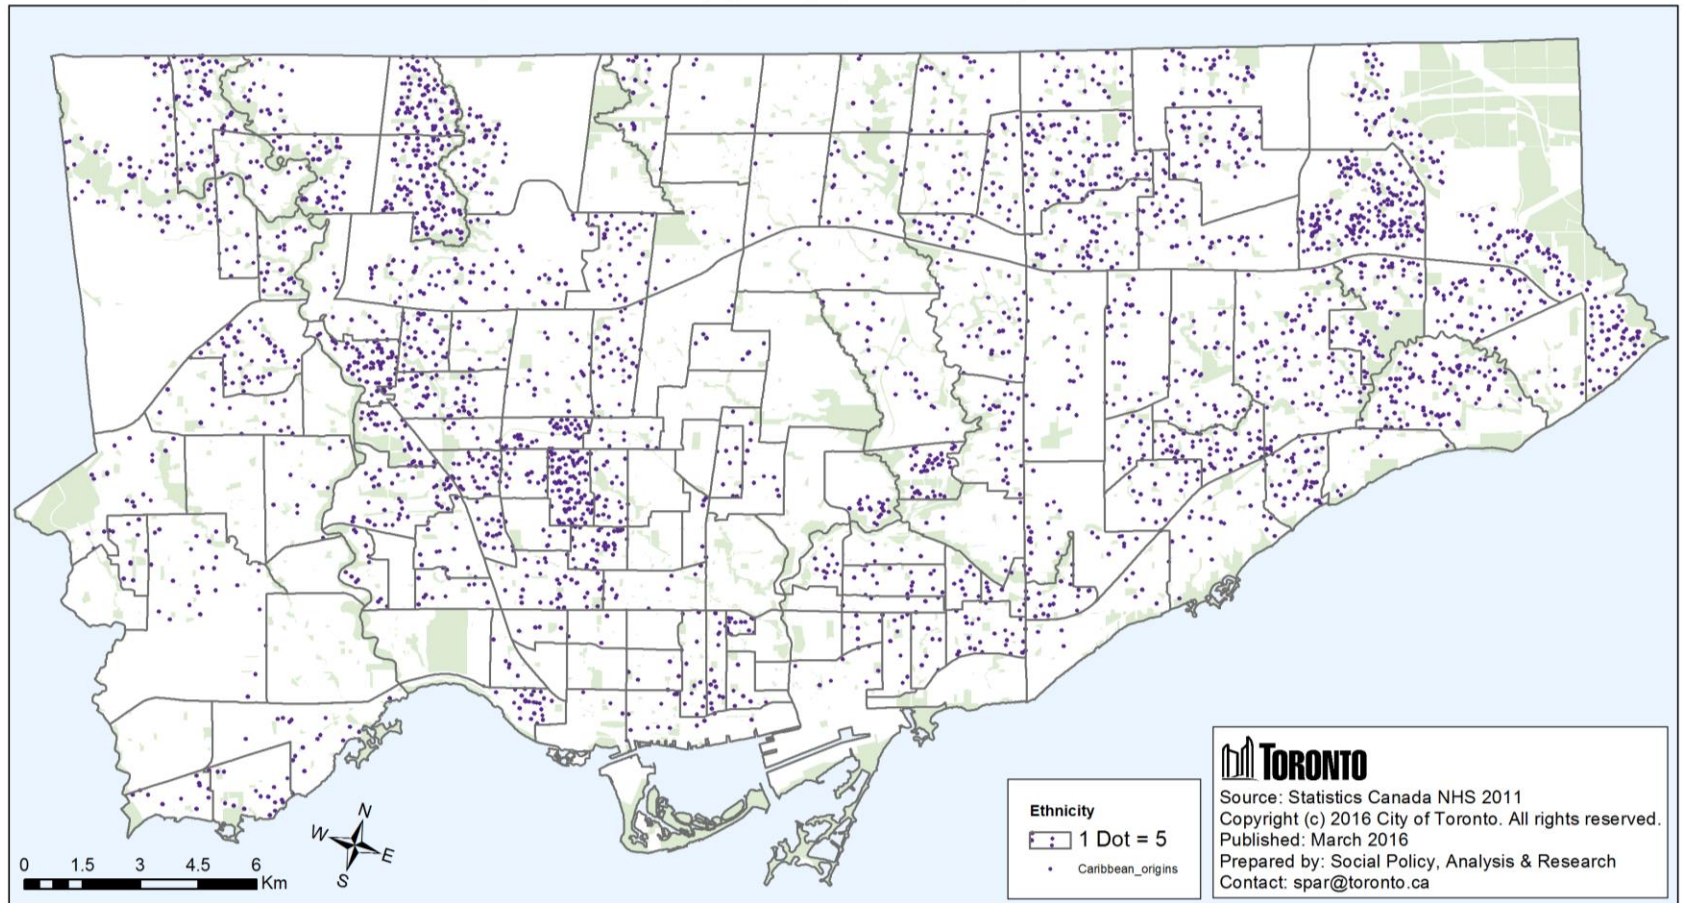 N
W
E
S
0 1.5 3 4.5 6
Km
Ethnicity
1 Dot = 5
Caribbean_origins
TORONTO
Source: Statistics Canada NHS 2011
Copyright (c) 2016 City of Toronto. All rights reserved.
Published: March 2016
Prepared by: Social Policy, Analysis & Research
Contact: spar@toronto.ca